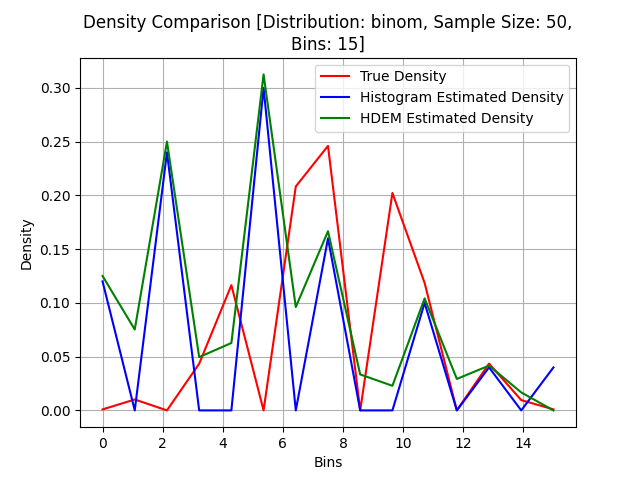 Density Comparison [Distribution: binom, Sample Size: 50,
Bins: 15]
True Density
Histogram Estimated Density
HDEM Estimated Density
Density
0.30
0.25
0.20
0.15
0.10
0.05
0.00
0 2 4 6 8 10 12 14
Bins